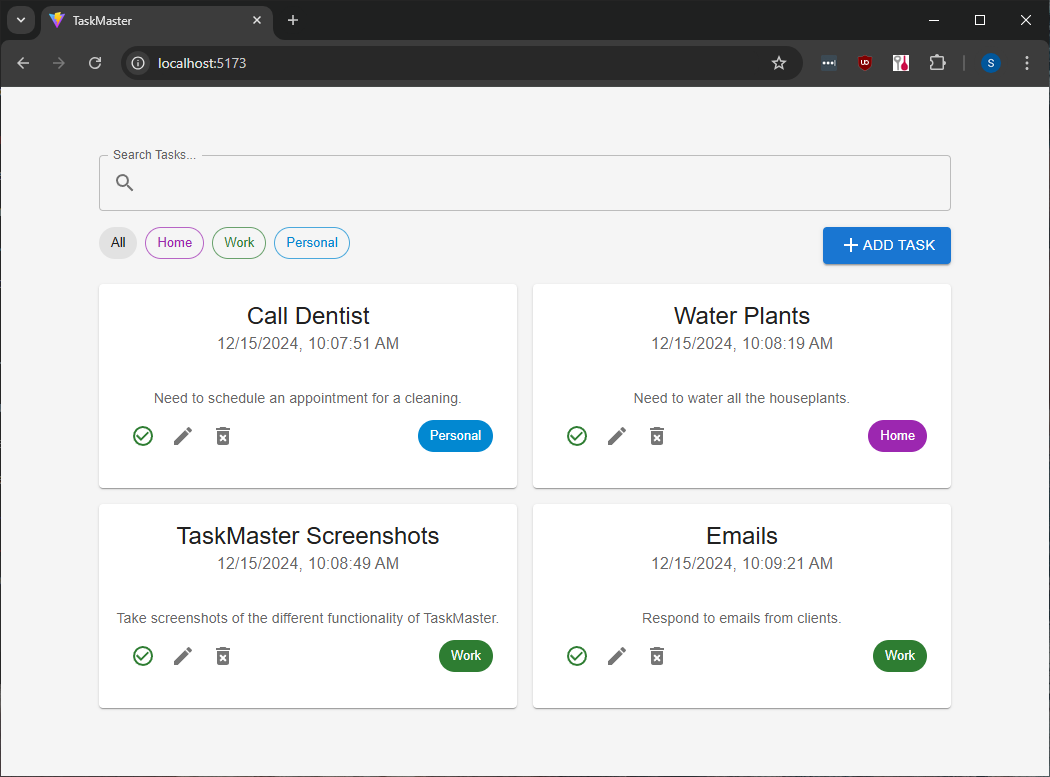 TaskMaster
localhost:5173
UD
S
Search Tasks...
All Home Work Personal + ADD TASK
Call Dentist
12/15/2024, 10:07:51 AM
Need to schedule an appointment for a cleaning.
Personal
Water Plants
12/15/2024, 10:08:19 AM
Need to water all the houseplants.
Home
TaskMaster Screenshots
12/15/2024, 10:08:49 AM
Take screenshots of the different functionality of TaskMaster.
Work
Emails
12/15/2024, 10:09:21 AM
Respond to emails from clients.
Work